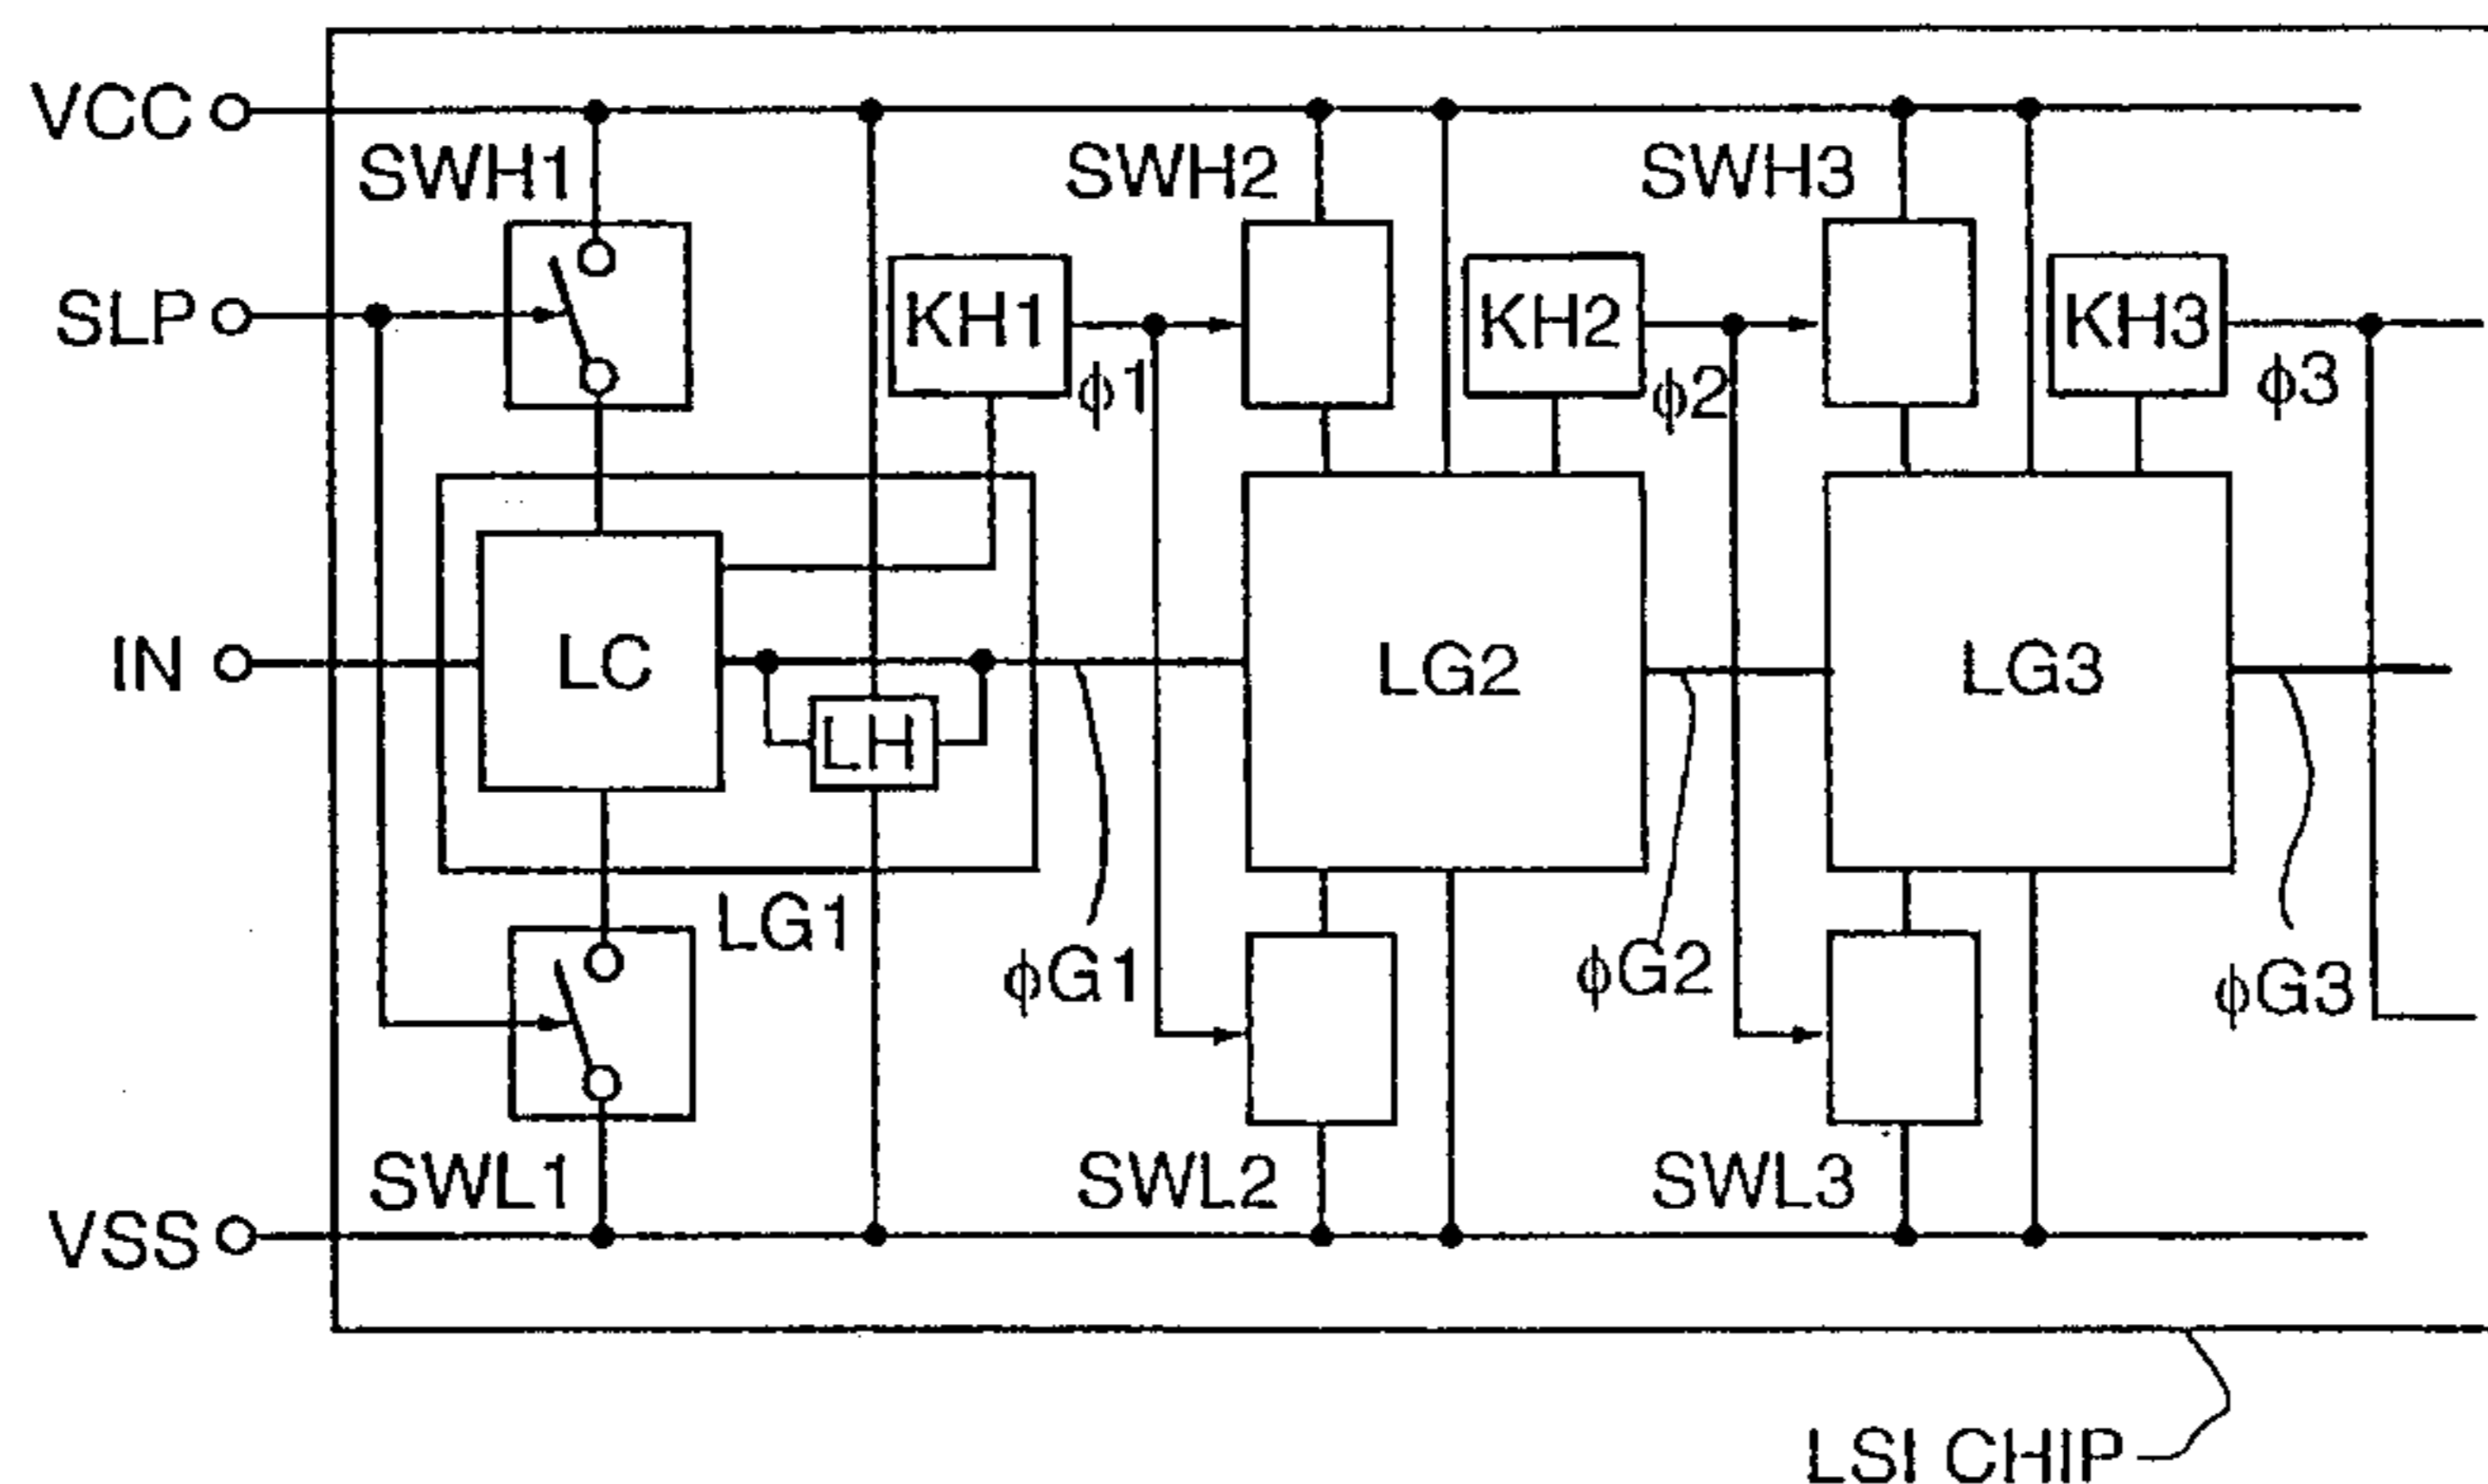 VCC
SWH1
SWH2
SWH3
SLP
KH1
KH2
KH3
ϕ1
ϕ2
ϕ3
IN
LC
LH
LG2
LG3
LG1
ϕG1
ϕG2
ϕG3
SWL1
SWL2
SWL3
VSS
LSI CHIP